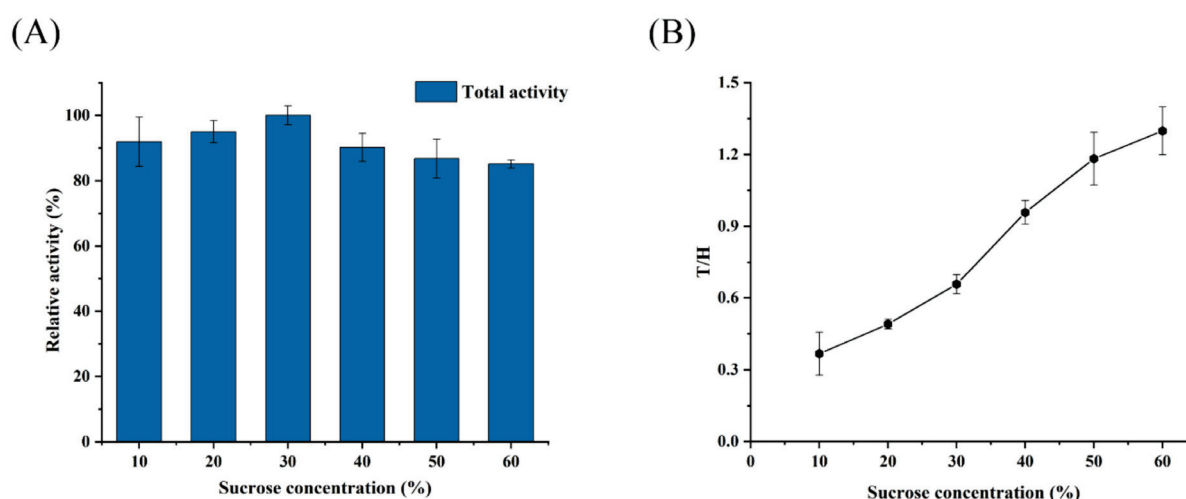 (A)
Total activity
Relative activity (%)
100
80
60
40
20
0
10 20 30 40 50 60
Sucrose concentration (%)
(B)
T/H
1.5
1.2
0.9
0.6
0.3
0.0
0 10 20 30 40 50 60
Sucrose concentration (%)